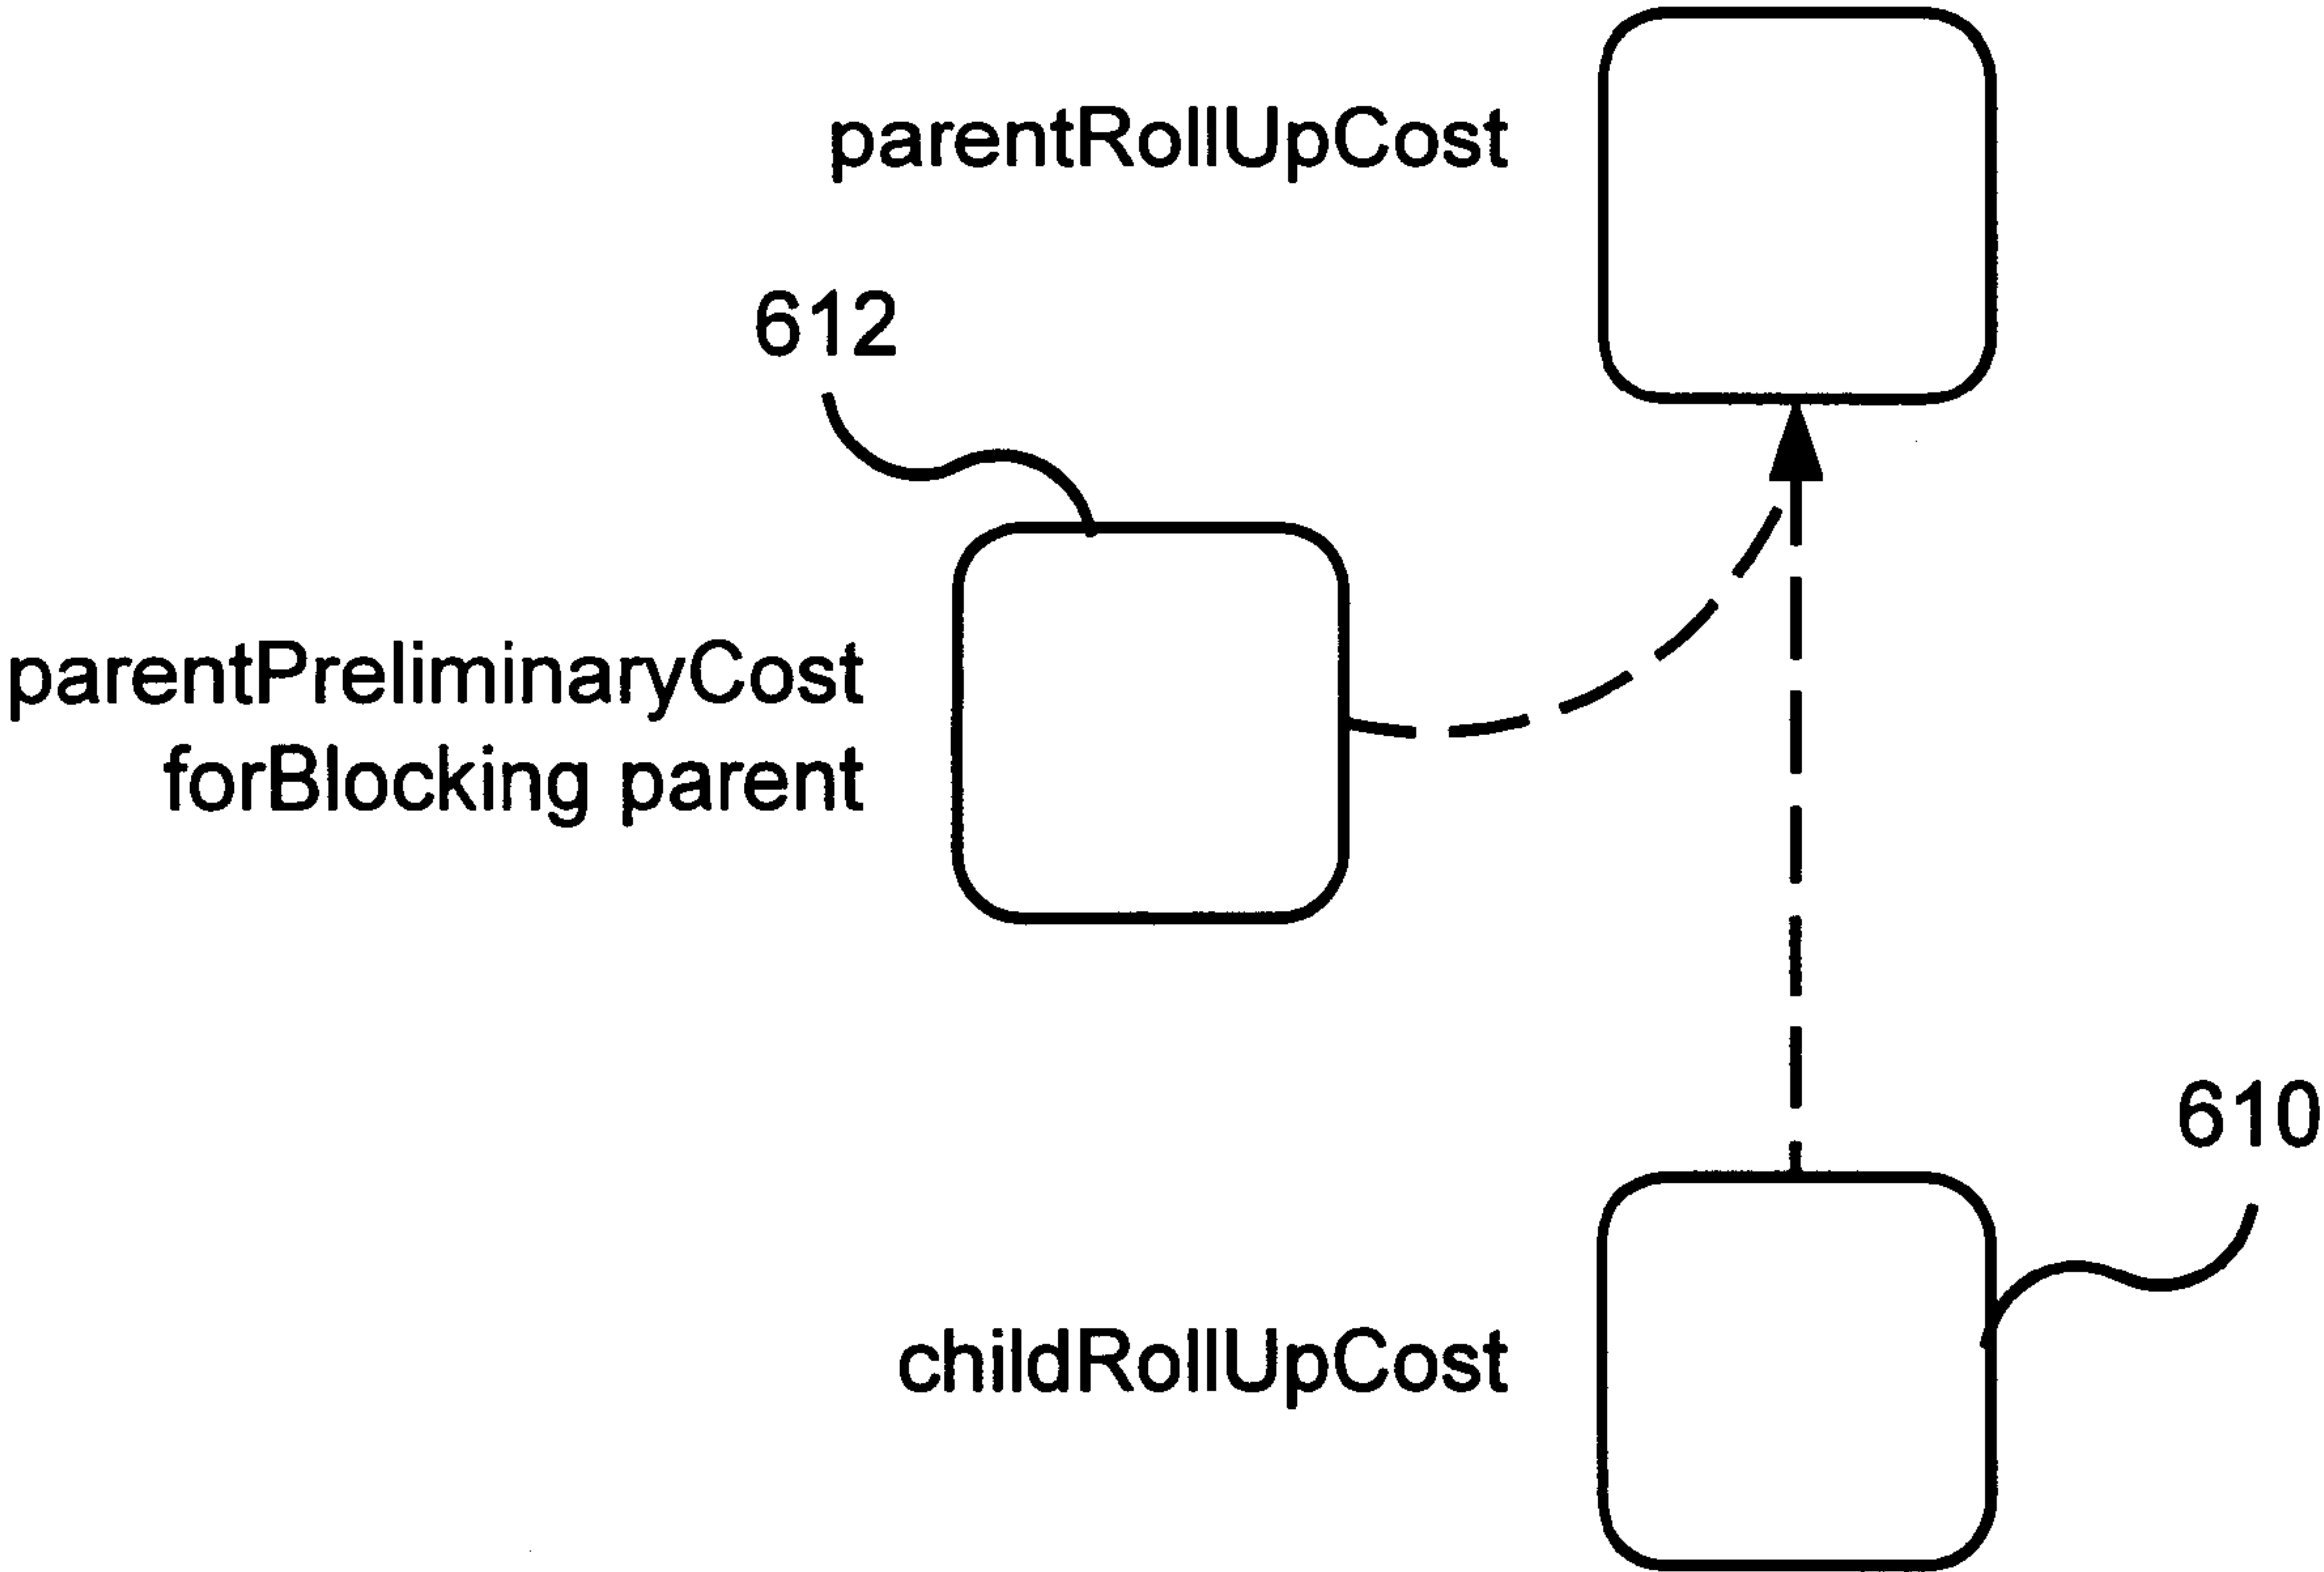 parentRollUpCost
612
parentPreliminaryCost
forBlocking parent
610
childRollUpCost